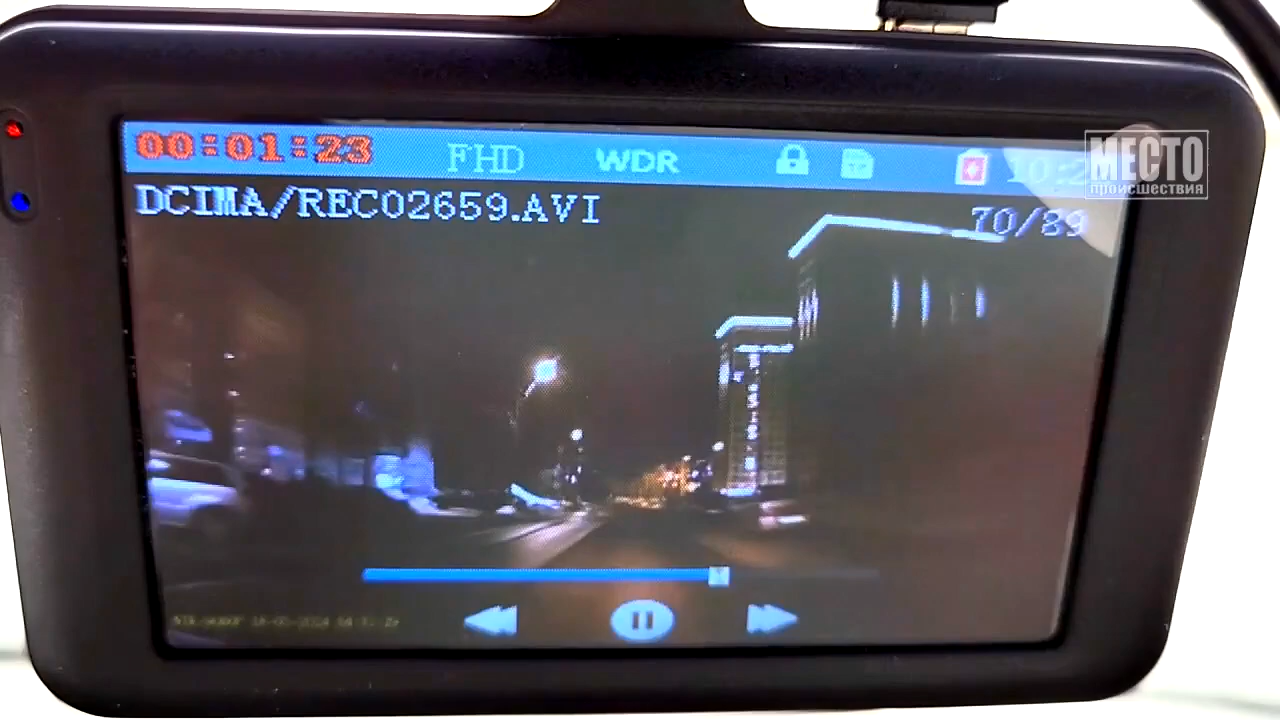 00:01:23 FHD WDR
МЕСТО
происшествия
DCIMA/REC02659.AVI
70/89